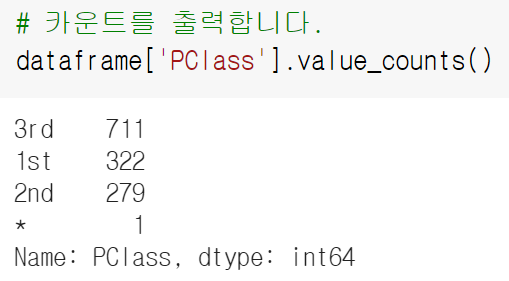 # 카운트를 출력합니다.
dataframe['PClass'].value_counts()
3rd    711
1st    322
2nd    279
*        1
Name: PClass, dtype: int64